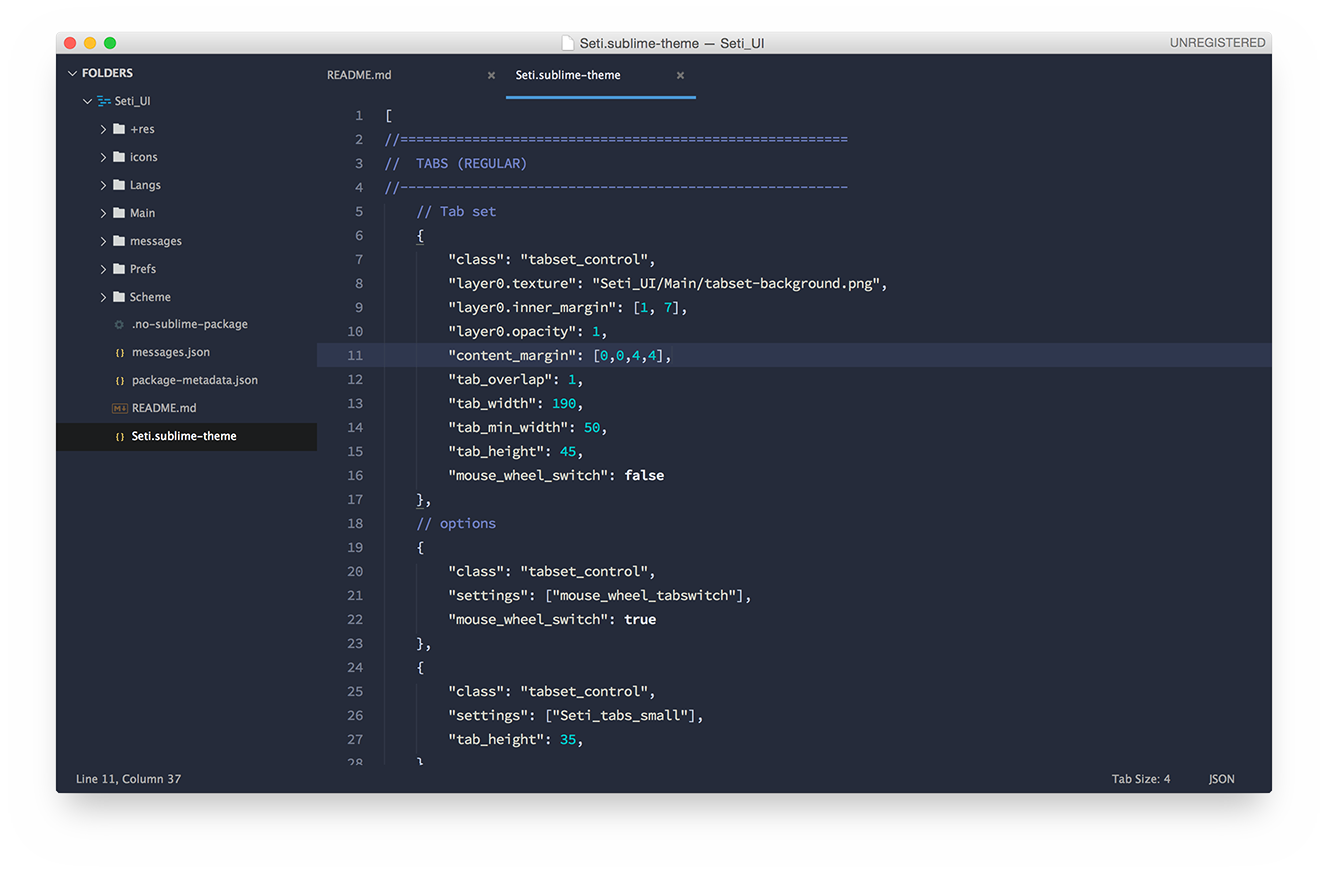 Seti.sublime-theme — Seti_UI
UNREGISTERED
FOLDERS
Seti_UI
+res
icons
Langs
Main
messages
Prefs
Scheme
.no-sublime-package
{} messages.json
{} package-metadata.json
M↓ README.md
{} Seti.sublime-theme
README.md ×
Seti.sublime-theme ×
1 [
2 //========================================================
3 //  TABS (REGULAR)
4 //--------------------------------------------------------
5     // Tab set
6     {
7         "class": "tabset_control",
8         "layer0.texture": "Seti_UI/Main/tabset-background.png",
9         "layer0.inner_margin": [1, 7],
10         "layer0.opacity": 1,
11         "content_margin": [0,0,4,4],
12         "tab_overlap": 1,
13         "tab_width": 190,
14         "tab_min_width": 50,
15         "tab_height": 45,
16         "mouse_wheel_switch": false
17     },
18     // options
19     {
20         "class": "tabset_control",
21         "settings": ["mouse_wheel_tabswitch"],
22         "mouse_wheel_switch": true
23     },
24     {
25         "class": "tabset_control",
26         "settings": ["Seti_tabs_small"],
27         "tab_height": 35,
28     }
Line 11, Column 37
Tab Size: 4
JSON